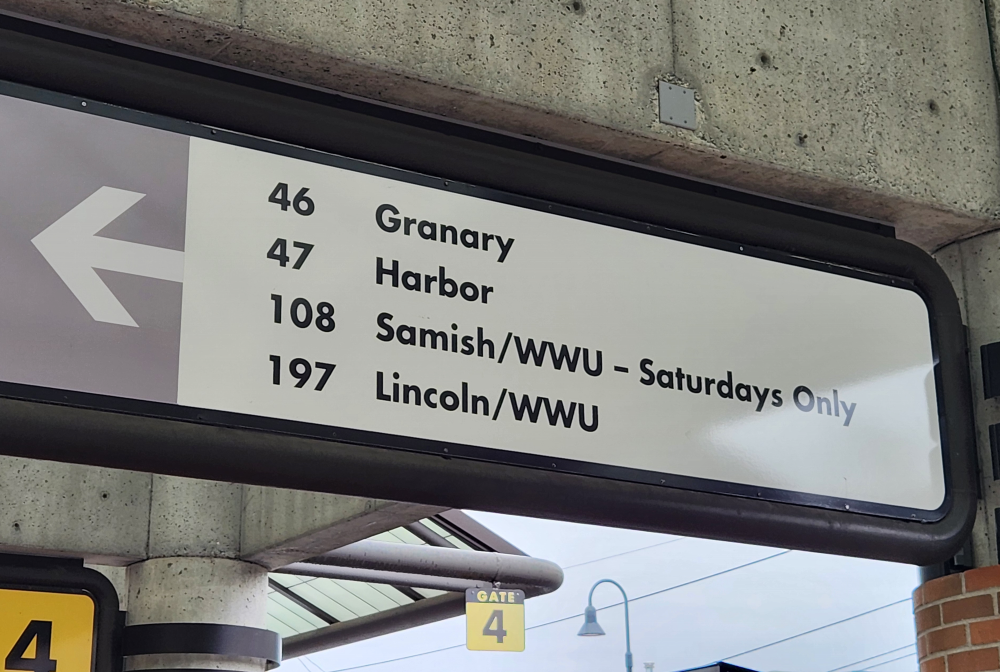 46 Granary
47 Harbor
108 Samish/WWU – Saturdays Only
197 Lincoln/WWU
4
GATE
4